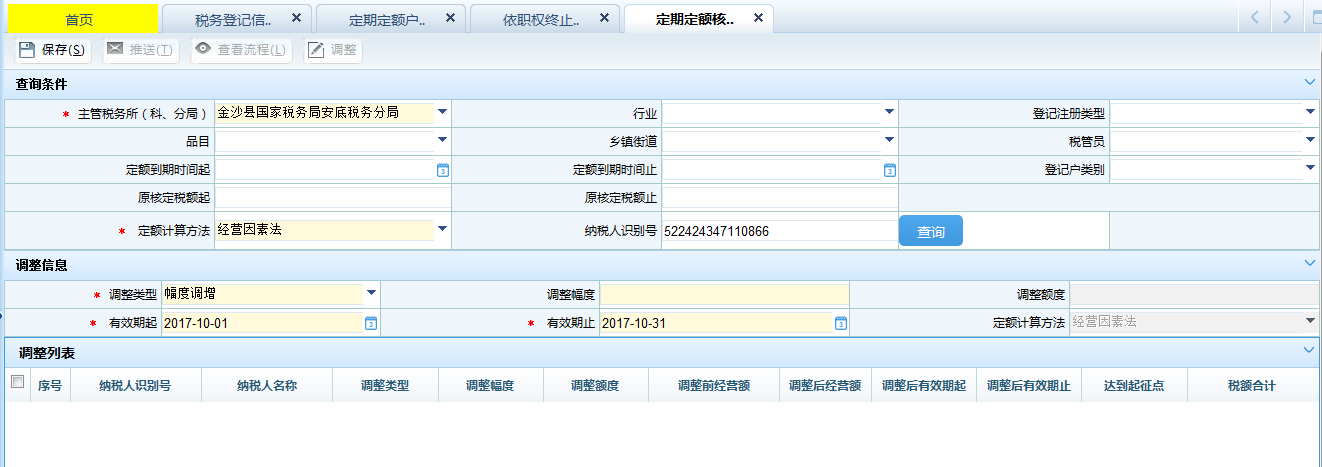 首页 税务登记信.. 定期定额户.. 依职权终止.. 定期定额核..
保存(S) 推送(T) 查看流程(L) 调整
查询条件
* 主管税务所（科、分局） 金沙县国家税务局安底税务分局 行业 登记注册类型
品目 乡镇街道 税管员
定额到期时间起 定额到期时间止 登记户类别
原核定税额起 原核定税额止
* 定额计算方法 经营因素法 纳税人识别号 522424347110866 查询
调整信息
* 调整类型 幅度调增 调整幅度 调整额度
* 有效期起 2017-10-01 * 有效期止 2017-10-31 定额计算方法 经营因素法
调整列表
序号 纳税人识别号 纳税人名称 调整类型 调整幅度 调整额度 调整前经营额 调整后经营额 调整后有效期起 调整后有效期止 达到起征点 税额合计